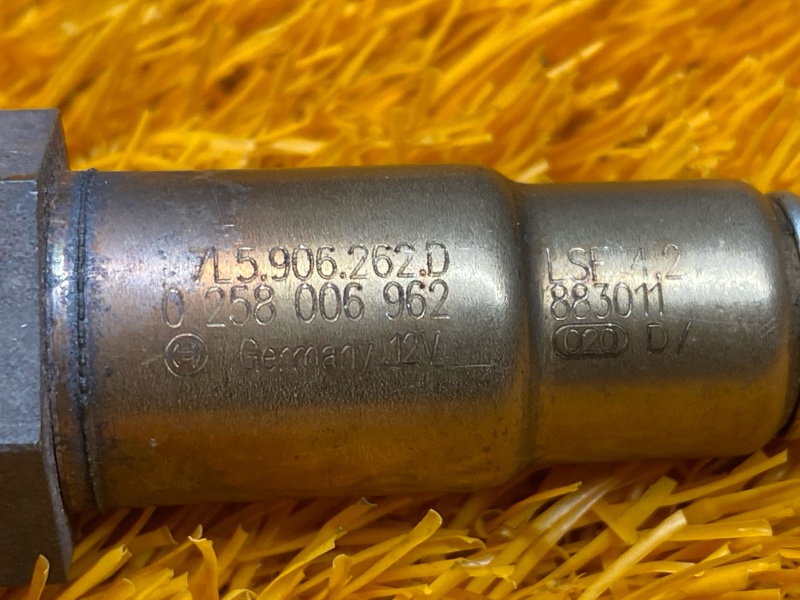 7L5.906.262.D
0 258 006 962
Germany 12V
LSF 4.2
883011
020 D/